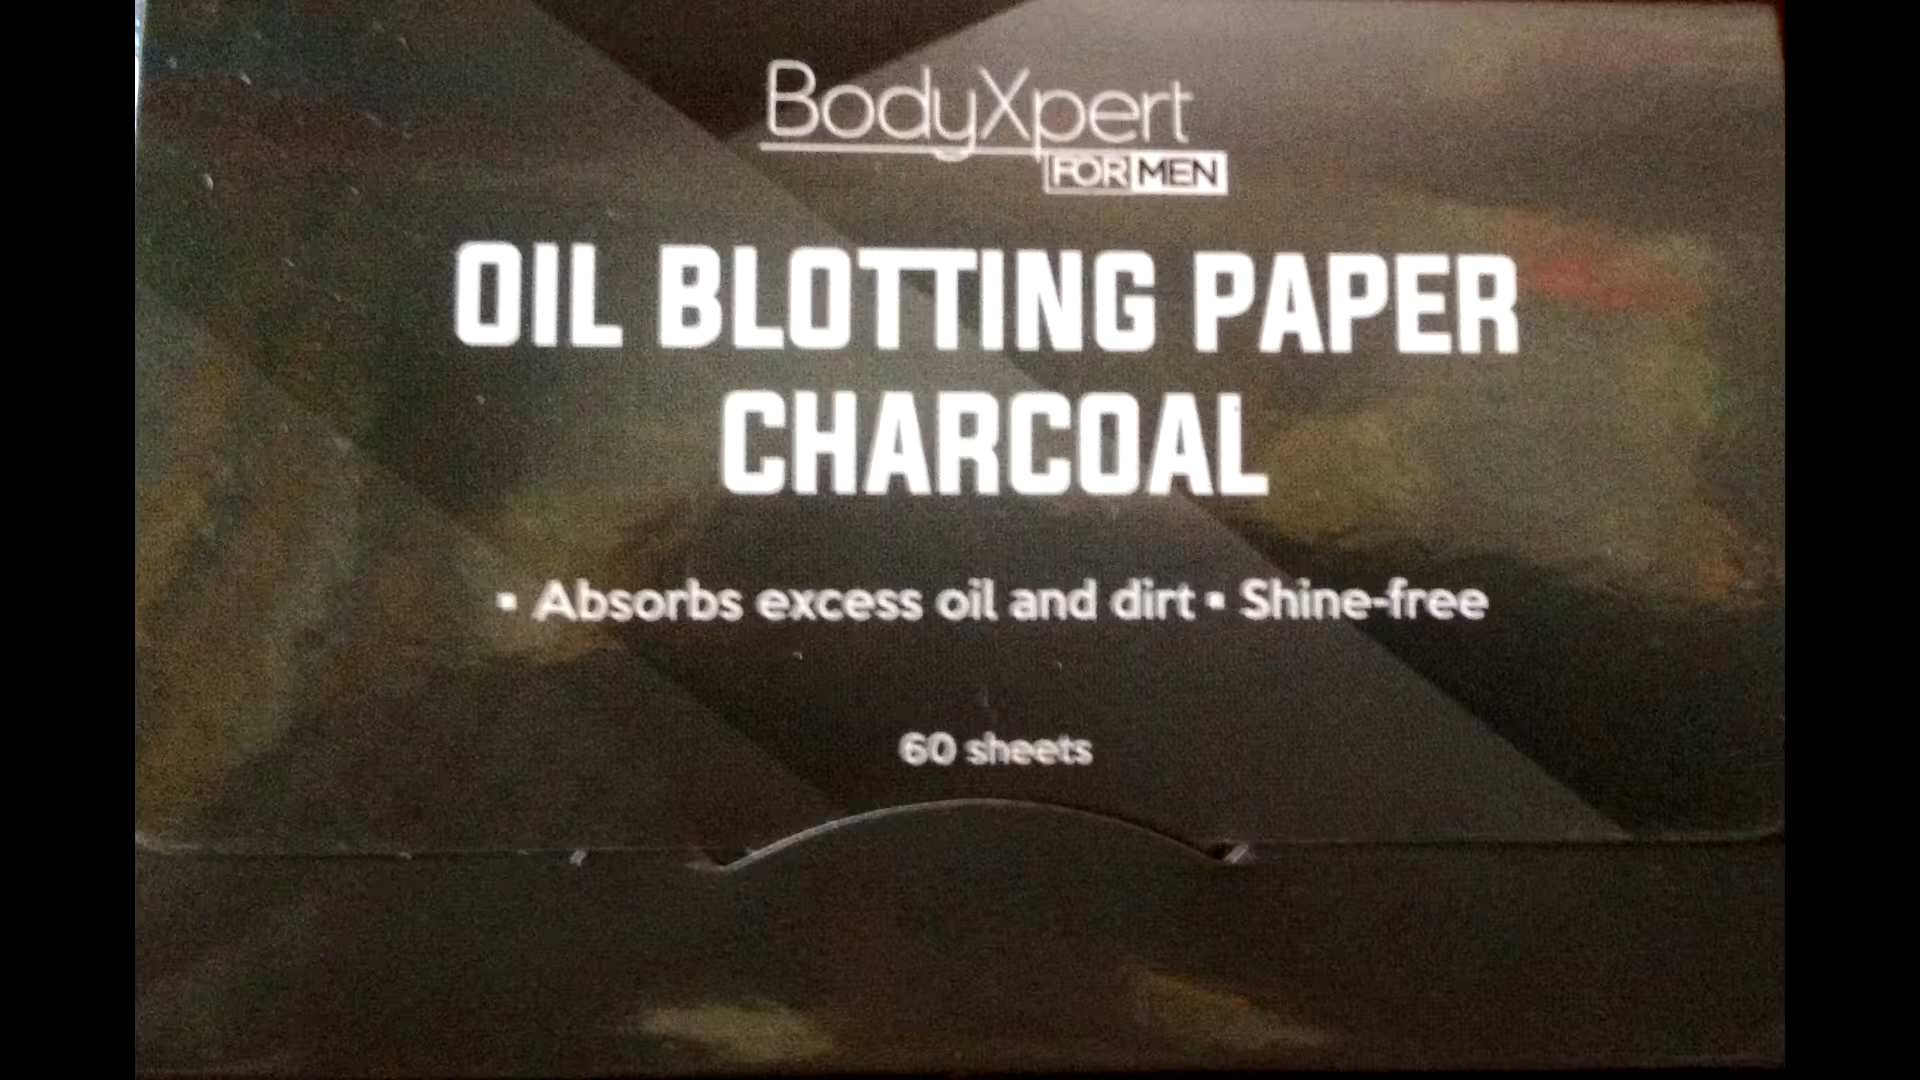 BodyXpert
FOR MEN
OIL BLOTTING PAPER
CHARCOAL
▪ Absorbs excess oil and dirt ▪ Shine-free
60 sheets